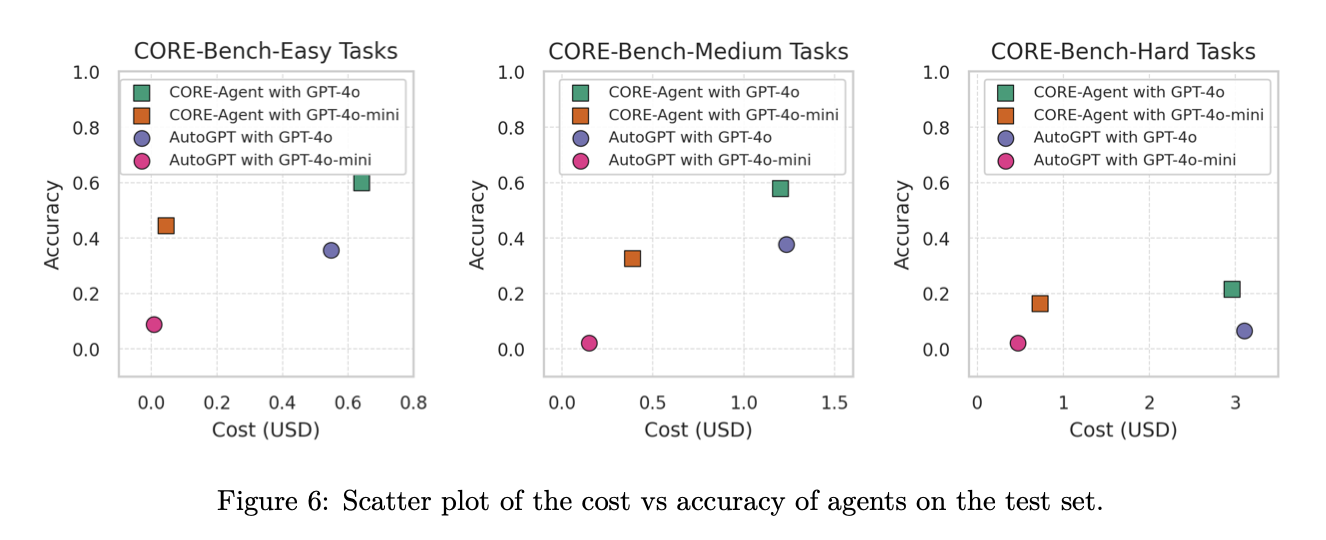 CORE-Bench-Easy Tasks
1.0
0.8
0.6
0.4
0.2
0.0
Accuracy
CORE-Agent with GPT-4o
CORE-Agent with GPT-4o-mini
AutoGPT with GPT-4o
AutoGPT with GPT-4o-mini
0.0 0.2 0.4 0.6 0.8
Cost (USD)
CORE-Bench-Medium Tasks
1.0
0.8
0.6
0.4
0.2
0.0
Accuracy
CORE-Agent with GPT-4o
CORE-Agent with GPT-4o-mini
AutoGPT with GPT-4o
AutoGPT with GPT-4o-mini
0.0 0.5 1.0 1.5
Cost (USD)
CORE-Bench-Hard Tasks
1.0
0.8
0.6
0.4
0.2
0.0
Accuracy
CORE-Agent with GPT-4o
CORE-Agent with GPT-4o-mini
AutoGPT with GPT-4o
AutoGPT with GPT-4o-mini
0 1 2 3
Cost (USD)
Figure 6: Scatter plot of the cost vs accuracy of agents on the test set.